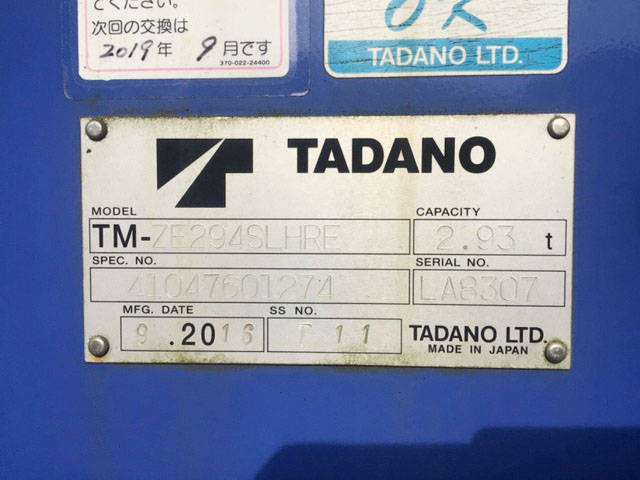 てください。
次回の交換は
2019年 9月です
370-022-24400
OK
TADANO LTD.
TADANO
MODEL
TM-ZE294SLHRE
CAPACITY
2.93 t
SPEC. NO.
41047601274
SERIAL NO.
LA8307
MFG. DATE
9 .2016
SS NO.
F11
TADANO LTD.
MADE IN JAPAN